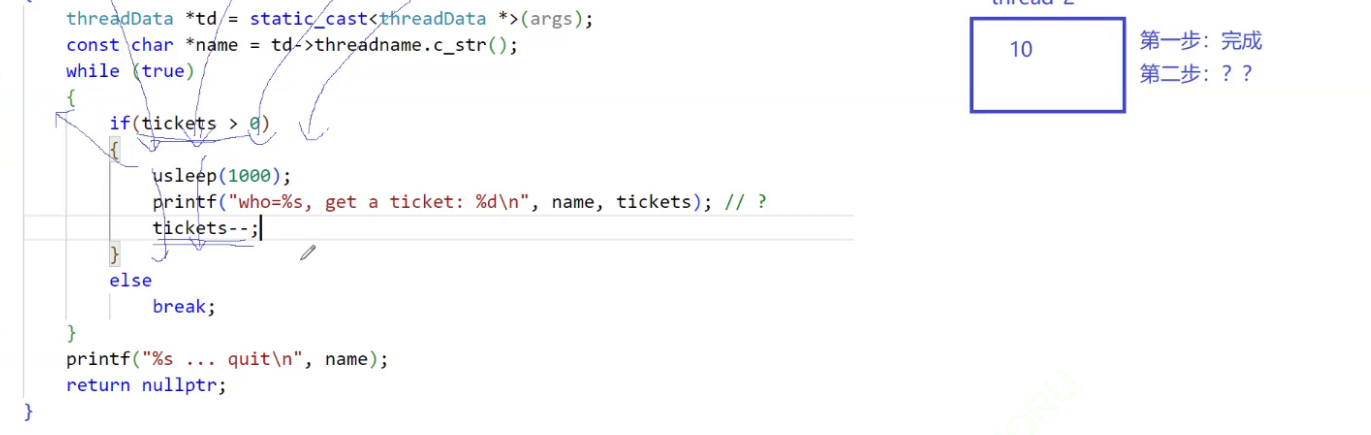 thread-2
threadData *td = static_cast<threadData *>(args);
10
第一步：完成
const char *name = td->threadname.c_str();
第二步：？？
while (true)
{
if(tickets > 0)
{
usleep(1000);
printf("who=%s, get a ticket: %d\n", name, tickets); // ?
tickets--;
}
else
break;
}
printf("%s ... quit\n", name);
return nullptr;
}